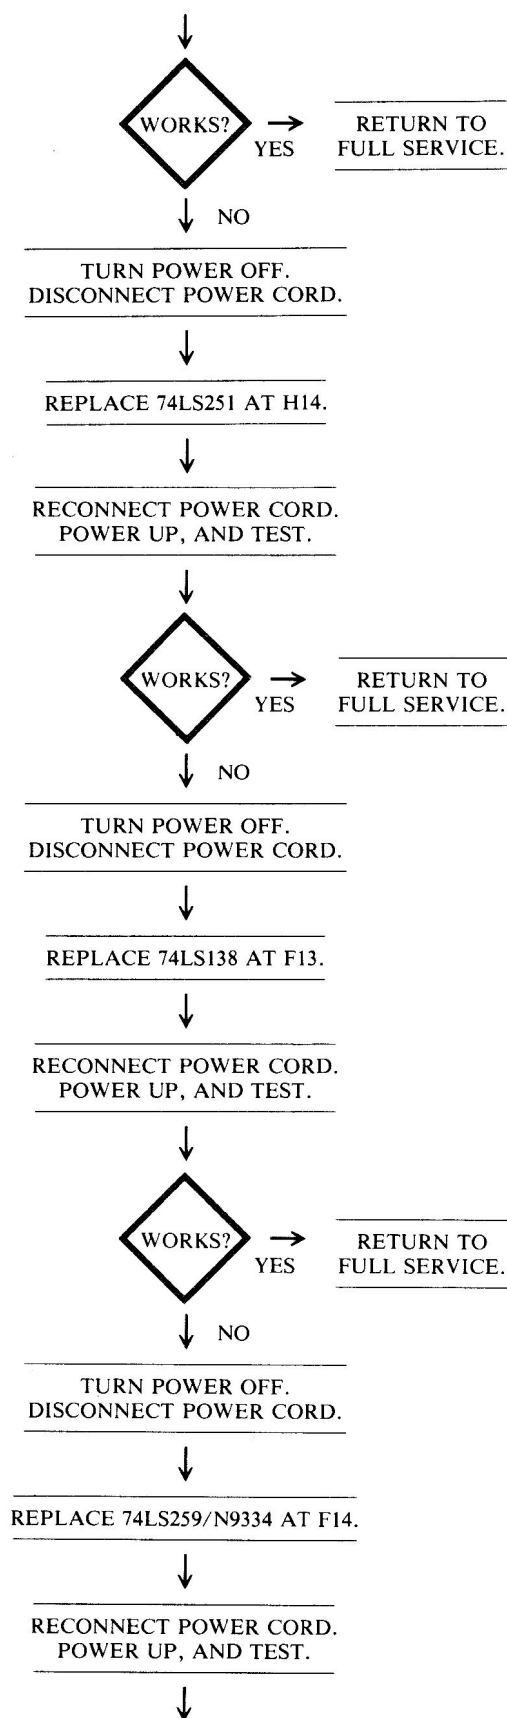 WORKS?
YES
RETURN TO
FULL SERVICE.
NO
TURN POWER OFF.
DISCONNECT POWER CORD.
REPLACE 74LS251 AT H14.
RECONNECT POWER CORD.
POWER UP, AND TEST.
WORKS?
YES
RETURN TO
FULL SERVICE.
NO
TURN POWER OFF.
DISCONNECT POWER CORD.
REPLACE 74LS138 AT F13.
RECONNECT POWER CORD.
POWER UP, AND TEST.
WORKS?
YES
RETURN TO
FULL SERVICE.
NO
TURN POWER OFF.
DISCONNECT POWER CORD.
REPLACE 74LS259/N9334 AT F14.
RECONNECT POWER CORD.
POWER UP, AND TEST.